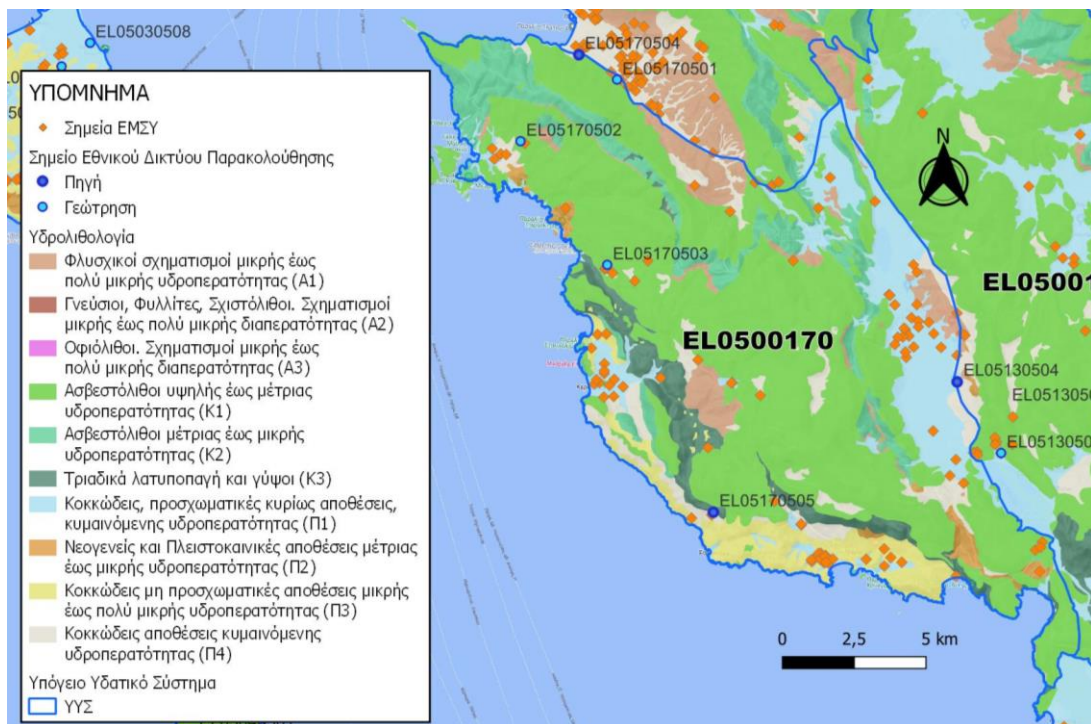 EL05030508
ΥΠΟΜΝΗΜΑ
Σημεία ΕΜΣΥ
Σημείο Εθνικού Δικτύου Παρακολούθησης
Πηγή
Γεώτρηση
Υδρολιθολογία
Φλυσχικοί σχηματισμοί μικρής έως
πολύ μικρής υδροπερατότητας (Α1)
Γνεύσιοι, Φυλλίτες, Σχιστόλιθοι. Σχηματισμοί
μικρής έως πολύ μικρής διαπερατότητας (Α2)
Οφιόλιθοι. Σχηματισμοί μικρής έως
πολύ μικρής διαπερατότητας (Α3)
Ασβεστόλιθοι υψηλής έως μέτριας
υδροπερατότητας (Κ1)
Ασβεστόλιθοι μέτριας έως μικρής
υδροπερατότητας (Κ2)
Τριαδικά λατυποπαγή και γύψοι (Κ3)
Κοκκώδεις, προσχωματικές κυρίως αποθέσεις,
κυμαινόμενης υδροπερατότητας (Π1)
Νεογενείς και Πλειστοκαινικές αποθέσεις μέτριας
έως μικρής υδροπερατότητας (Π2)
Κοκκώδεις μη προσχωματικές αποθέσεις μικρής
έως πολύ μικρής υδροπερατότητας (Π3)
Κοκκώδεις αποθέσεις κυμαινόμενης
υδροπερατότητας (Π4)
Υπόγειο Υδατικό Σύστημα
ΥΥΣ
EL05170504
EL05170501
EL05170502
N
EL05170503
EL05001
EL0500170
EL05130504
EL0513050
EL0513050
EL05170505
0 2,5 5 km